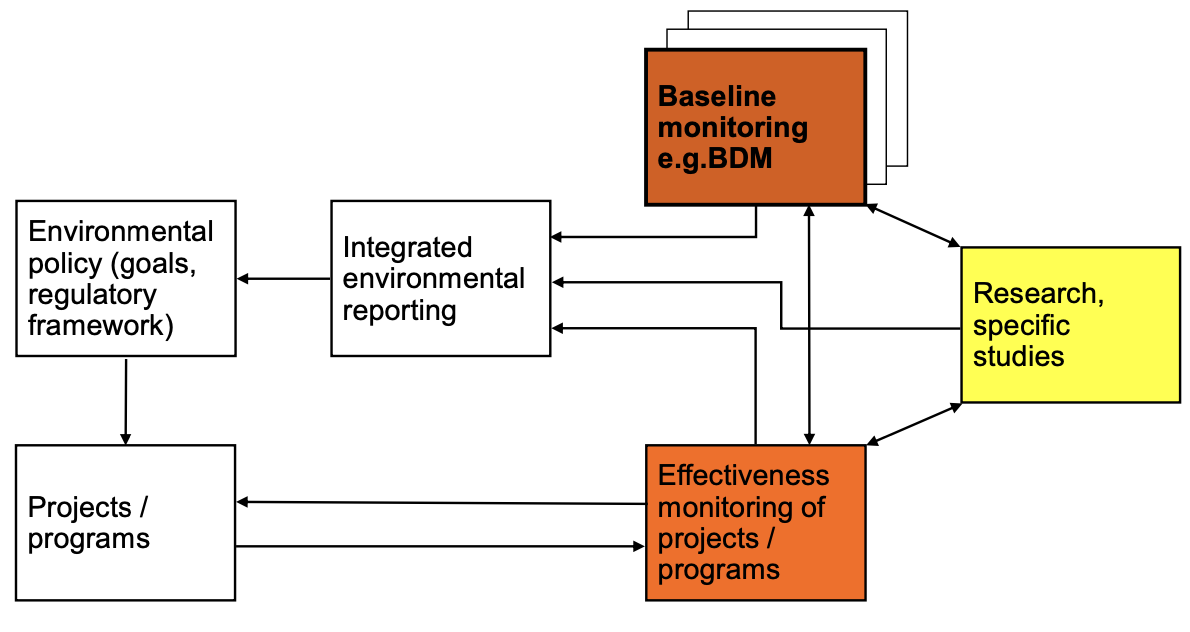 Baseline
monitoring
e.g.BDM
Environmental
policy (goals,
regulatory
framework)
Integrated
environmental
reporting
Research,
specific
studies
Projects /
programs
Effectiveness
monitoring of
projects /
programs